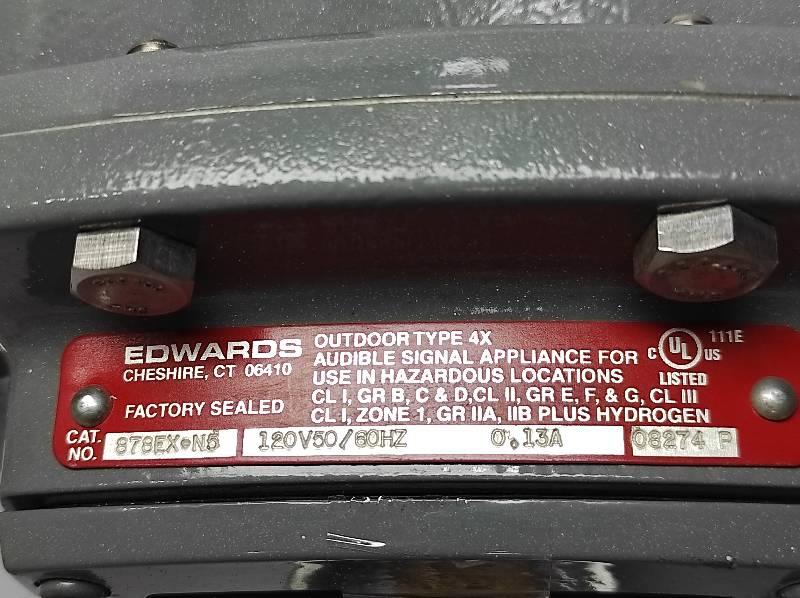 EDWARDS
CHESHIRE, CT 06410
FACTORY SEALED
OUTDOOR TYPE 4X
AUDIBLE SIGNAL APPLIANCE FOR
USE IN HAZARDOUS LOCATIONS
CL I, GR B, C & D,CL II, GR E, F, & G, CL III
CL I, ZONE 1, GR IIA, IIB PLUS HYDROGEN
C UL US
111E
LISTED
CAT. NO. 878EX-N5 120V50/60HZ 0.13A 08274 P